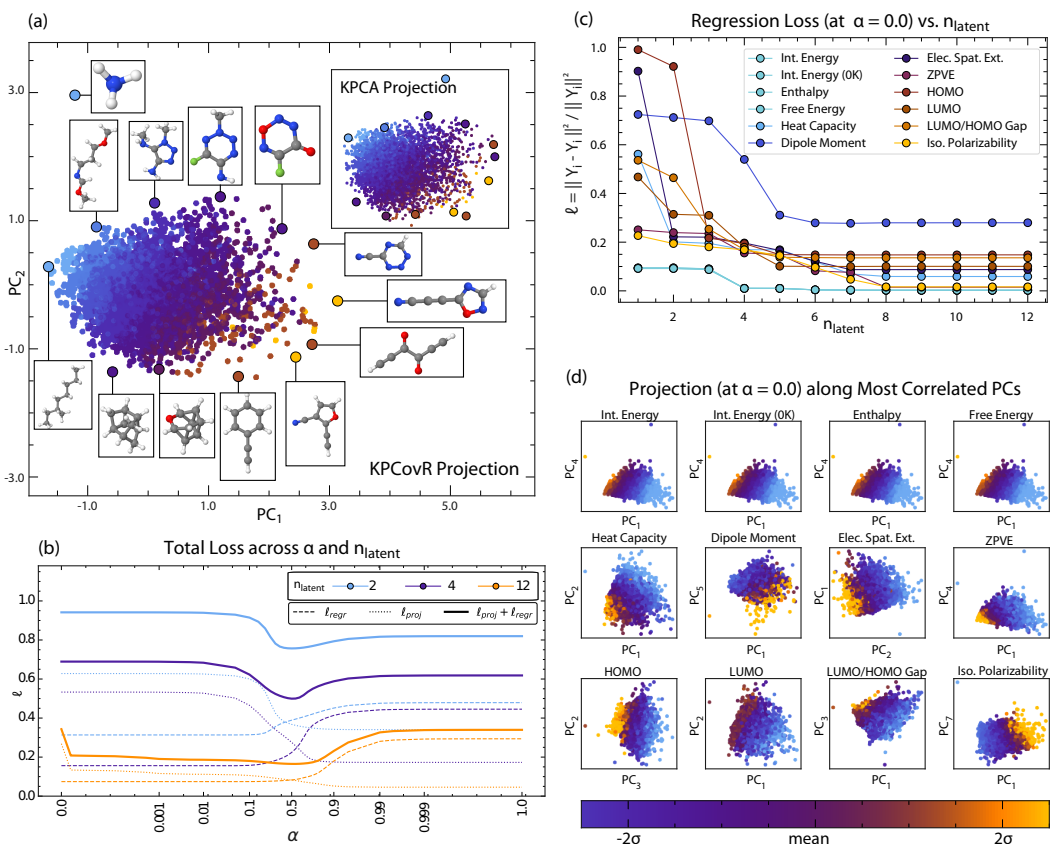 (a)
3.0
1.0
-1.0
-3.0
PC2
-1.0
1.0
3.0
5.0
PC1
KPCA Projection
KPCovR Projection
(b)
Total Loss across α and nlatent
nlatent 2 4 12
ℓregr ℓproj ℓproj + ℓregr
1.0
0.8
0.6
0.4
0.2
0.0
ℓ
0.0 0.001 0.01 0.1 0.5 0.9 0.99 0.999 1.0
α
(c)
Regression Loss (at α = 0.0) vs. nlatent
1.0
0.8
0.6
0.4
0.2
0.0
ℓ = || Yi - Yi ||² / || Yi||²
Int. Energy
Int. Energy (0K)
Enthalpy
Free Energy
Heat Capacity
Dipole Moment
Elec. Spat. Ext.
ZPVE
HOMO
LUMO
LUMO/HOMO Gap
Iso. Polarizability
2 4 6 8 10 12
nlatent
(d)
Projection (at α = 0.0) along Most Correlated PCs
Int. Energy
PC4
PC1
Int. Energy (0K)
PC4
PC1
Enthalpy
PC4
PC1
Free Energy
PC4
PC1
Heat Capacity
PC2
PC1
Dipole Moment
PC5
PC1
Elec. Spat. Ext.
PC1
PC2
ZPVE
PC4
PC1
HOMO
PC2
PC3
LUMO
PC2
PC1
LUMO/HOMO Gap
PC3
PC1
Iso. Polarizability
PC7
PC1
-2σ mean 2σ